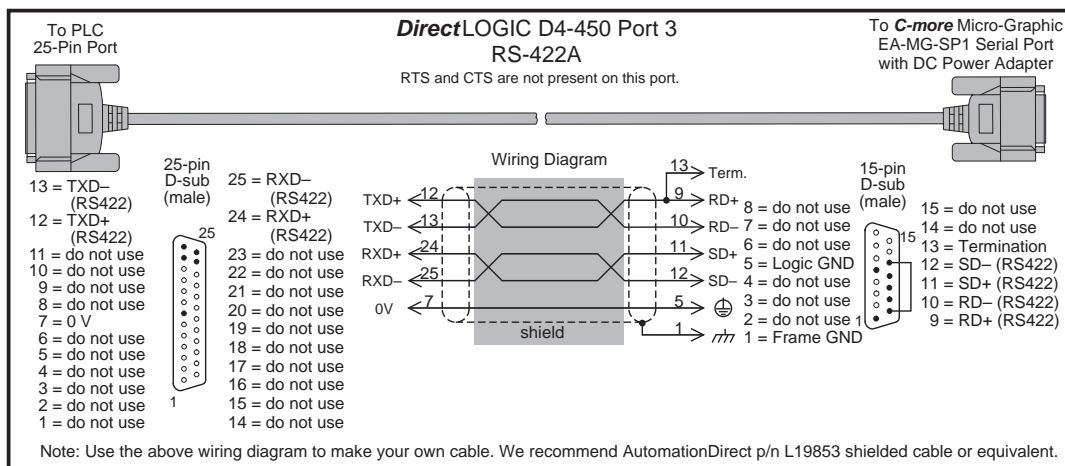 To PLC
25-Pin Port
DirectLOGIC D4-450 Port 3
RS-422A
RTS and CTS are not present on this port.
To C-more Micro-Graphic
EA-MG-SP1 Serial Port
with DC Power Adapter
13 = TXD–
(RS422)
12 = TXD+
(RS422)
11 = do not use
10 = do not use
9 = do not use
8 = do not use
7 = 0 V
6 = do not use
5 = do not use
4 = do not use
3 = do not use
2 = do not use
1 = do not use
25-pin
D-sub
(male)
25
1
25 = RXD–
(RS422)
24 = RXD+
(RS422)
23 = do not use
22 = do not use
21 = do not use
20 = do not use
19 = do not use
18 = do not use
17 = do not use
16 = do not use
15 = do not use
14 = do not use
Wiring Diagram
13 Term.
TXD+ 12 9 RD+
TXD– 13 10 RD–
RXD+ 24 11 SD+
RXD– 25 12 SD–
0V 7 5
shield 1
8 = do not use
7 = do not use
6 = do not use
5 = Logic GND
4 = do not use
3 = do not use
2 = do not use
1 = Frame GND
15-pin
D-sub
(male)
15
1
15 = do not use
14 = do not use
13 = Termination
12 = SD– (RS422)
11 = SD+ (RS422)
10 = RD– (RS422)
9 = RD+ (RS422)
Note: Use the above wiring diagram to make your own cable. We recommend AutomationDirect p/n L19853 shielded cable or equivalent.